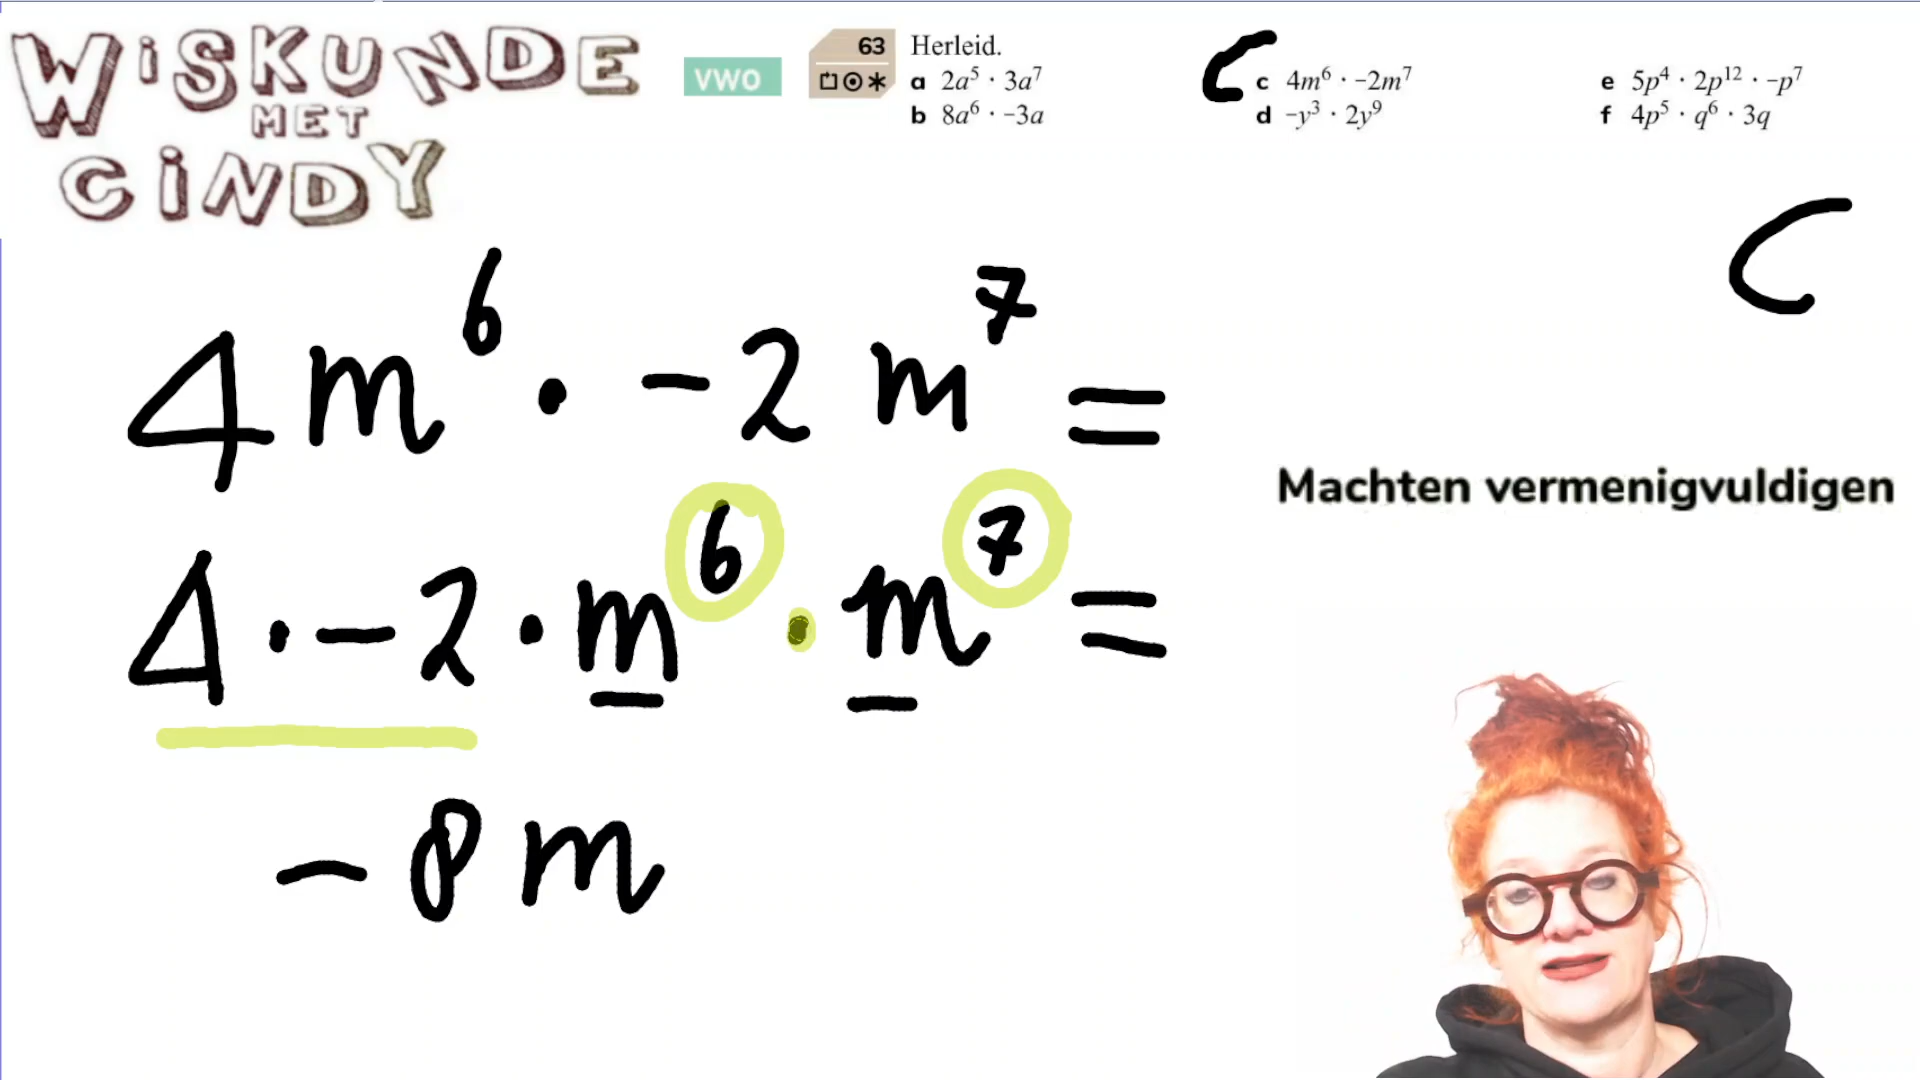 WiSKUNDE
MET
CiNDY
VWO
63 Herleid.
a 2a⁵ · 3a⁷
b 8a⁶ · −3a
C
c 4m⁶ · −2m⁷
d −y³ · 2y⁹
e 5p⁴ · 2p¹² · −p⁷
f 4p⁵ · q⁶ · 3q
C
4m⁶ · −2m⁷ =
Machten vermenigvuldigen
4 · −2 · m⁶ · m⁷ =
−8m